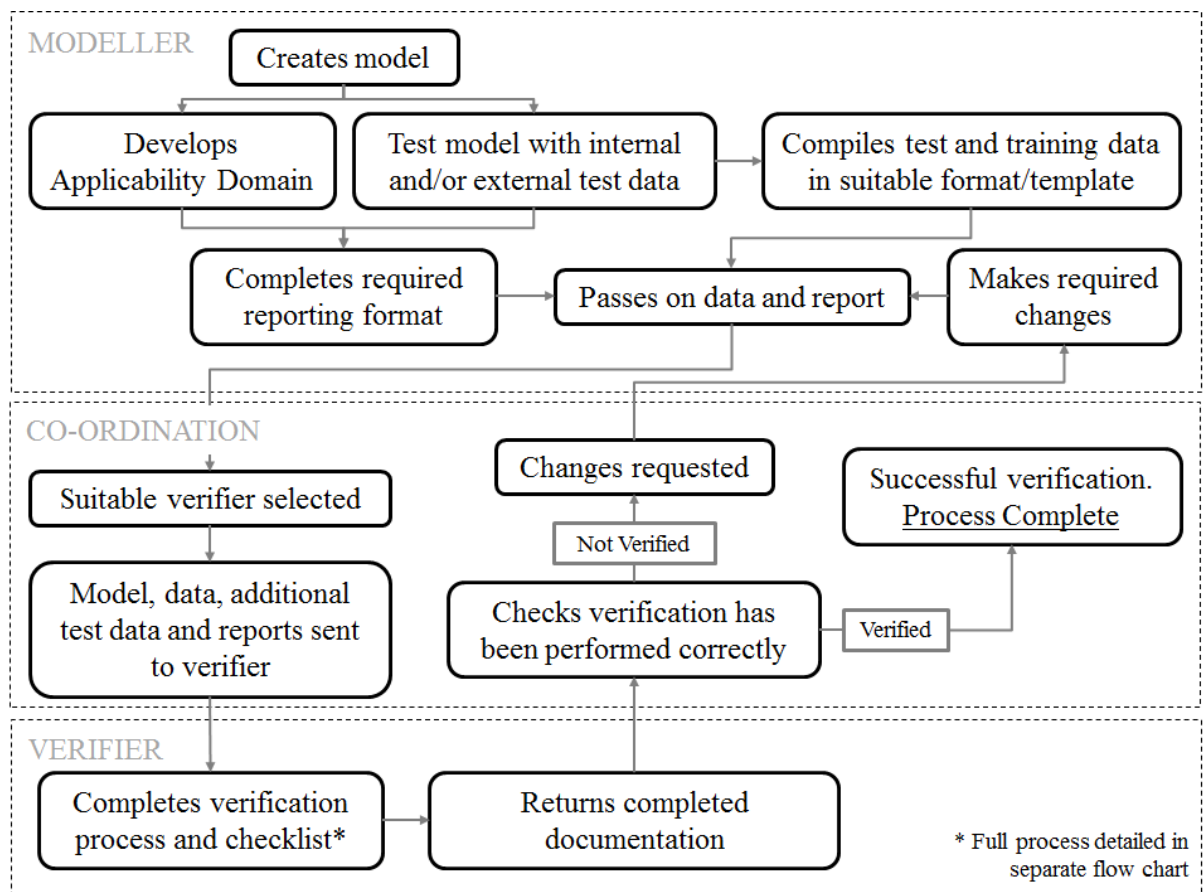 MODELLER
Creates model
Develops
Applicability Domain
Test model with internal
and/or external test data
Compiles test and training data
in suitable format/template
Completes required
reporting format
Passes on data and report
Makes required
changes
CO-ORDINATION
Suitable verifier selected
Changes requested
Successful verification.
Process Complete
Not Verified
Model, data, additional
test data and reports sent
to verifier
Checks verification has
been performed correctly
Verified
VERIFIER
Completes verification
process and checklist*
Returns completed
documentation
* Full process detailed in
separate flow chart